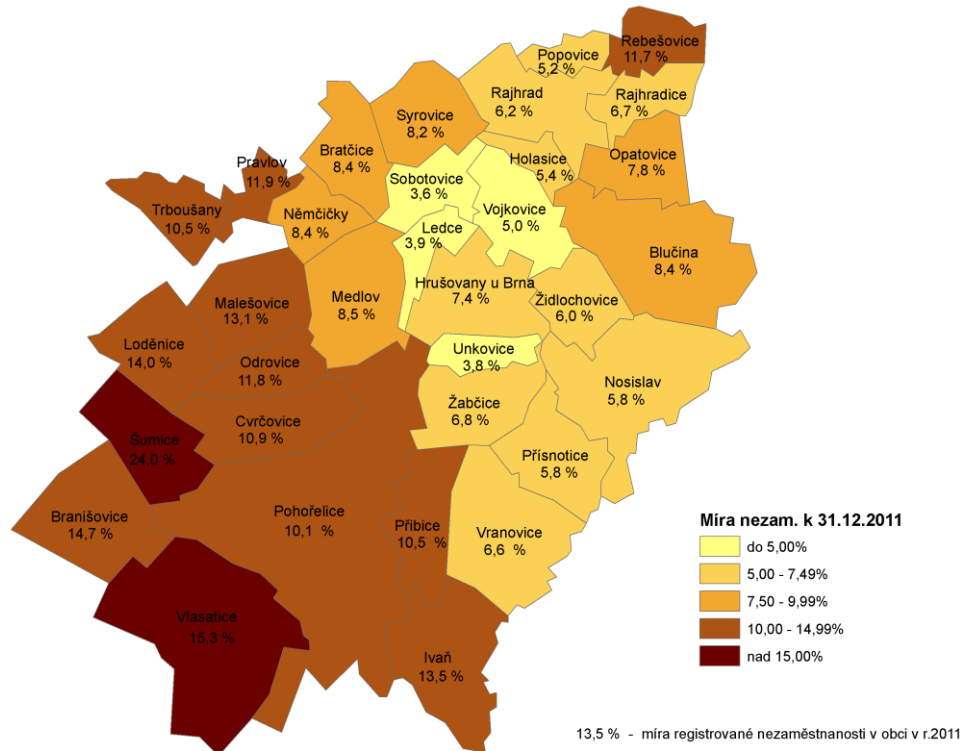 Rebešovice
11,7 %
Popovice
5,2 %
Rajhrad
6,2 %
Rajhradice
6,7 %
Syrovice
8,2 %
Bratčice
8,4 %
Holasice
5,4 %
Opatovice
7,8 %
Pravlov
11,9 %
Sobotovice
3,6 %
Trboušany
10,5 %
Němčičky
8,4 %
Vojkovice
5,0 %
Ledce
3,9 %
Blučina
8,4 %
Hrušovany u Brna
7,4 %
Medlov
8,5 %
Židlochovice
6,0 %
Malešovice
13,1 %
Loděnice
14,0 %
Unkovice
3,8 %
Odrovice
11,8 %
Nosislav
5,8 %
Žabčice
6,8 %
Cvrčovice
10,9 %
Šumice
24,0 %
Přísnotice
5,8 %
Branišovice
14,7 %
Pohořelice
10,1 %
Přibice
10,5 %
Vranovice
6,6 %
Vlasatice
15,3 %
Ivaň
13,5 %
Míra nezam. k 31.12.2011
do 5,00%
5,00 - 7,49%
7,50 - 9,99%
10,00 - 14,99%
nad 15,00%
13,5 % - míra registrované nezaměstnanosti v obci v r.2011